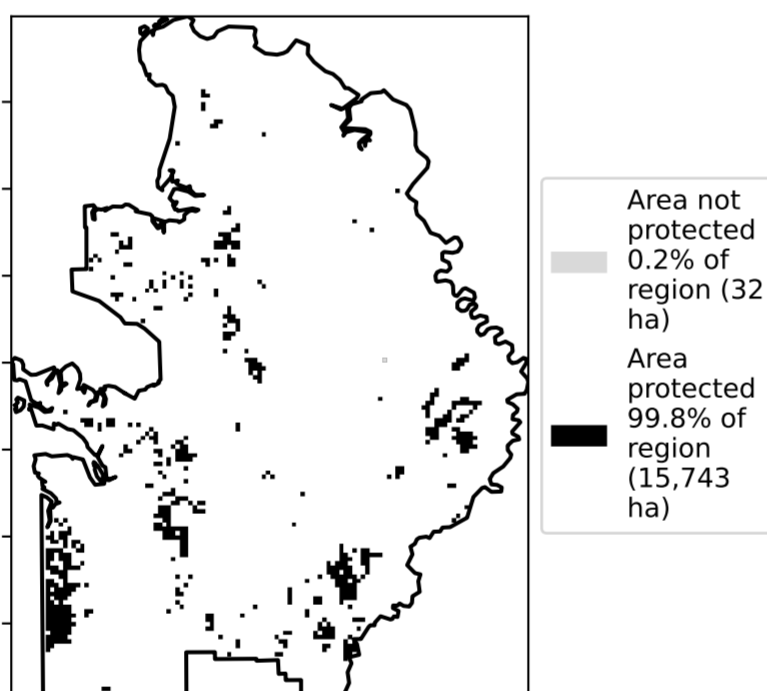 Area not
protected
0.2% of
region (32
ha)
Area
protected
99.8% of
region
(15,743
ha)